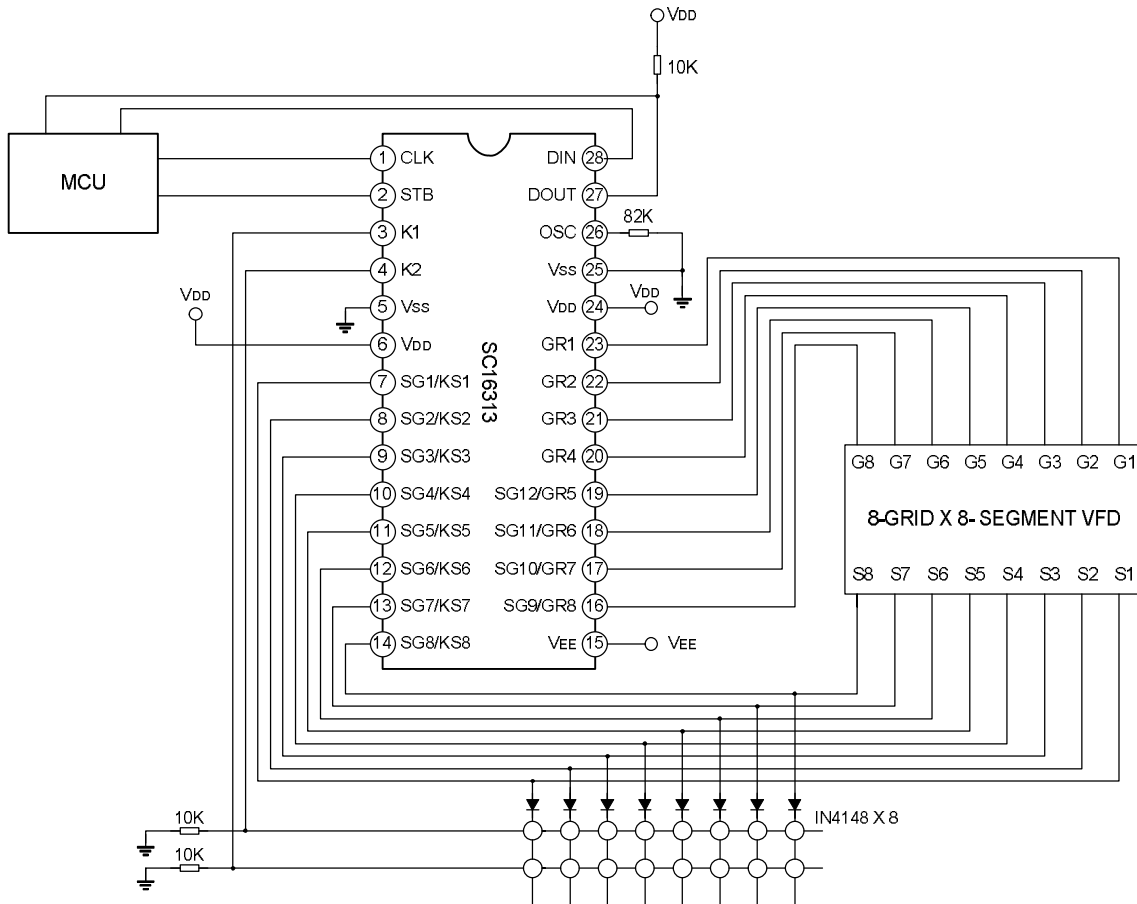 VDD
10K
MCU
1 CLK
2 STB
3 K1
4 K2
5 VSS
6 VDD
7 SG1/KS1
8 SG2/KS2
9 SG3/KS3
10 SG4/KS4
11 SG5/KS5
12 SG6/KS6
13 SG7/KS7
14 SG8/KS8
VDD
SC16313
DIN 28
DOUT 27
OSC 26
VSS 25
VDD 24
GR1 23
GR2 22
GR3 21
GR4 20
SG12/GR5 19
SG11/GR6 18
SG10/GR7 17
SG9/GR8 16
VEE 15
82K
VDD
VEE
G8 G7 G6 G5 G4 G3 G2 G1
8-GRID X 8- SEGMENT VFD
S8 S7 S6 S5 S4 S3 S2 S1
IN4148 X 8
10K
10K